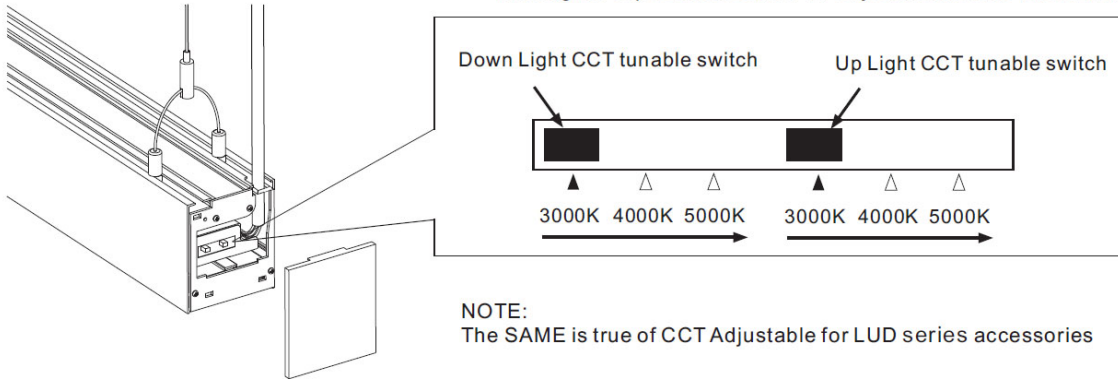 Down Light CCT tunable switch
Up Light CCT tunable switch
3000K 4000K 5000K 3000K 4000K 5000K
NOTE:
The SAME is true of CCT Adjustable for LUD series accessories